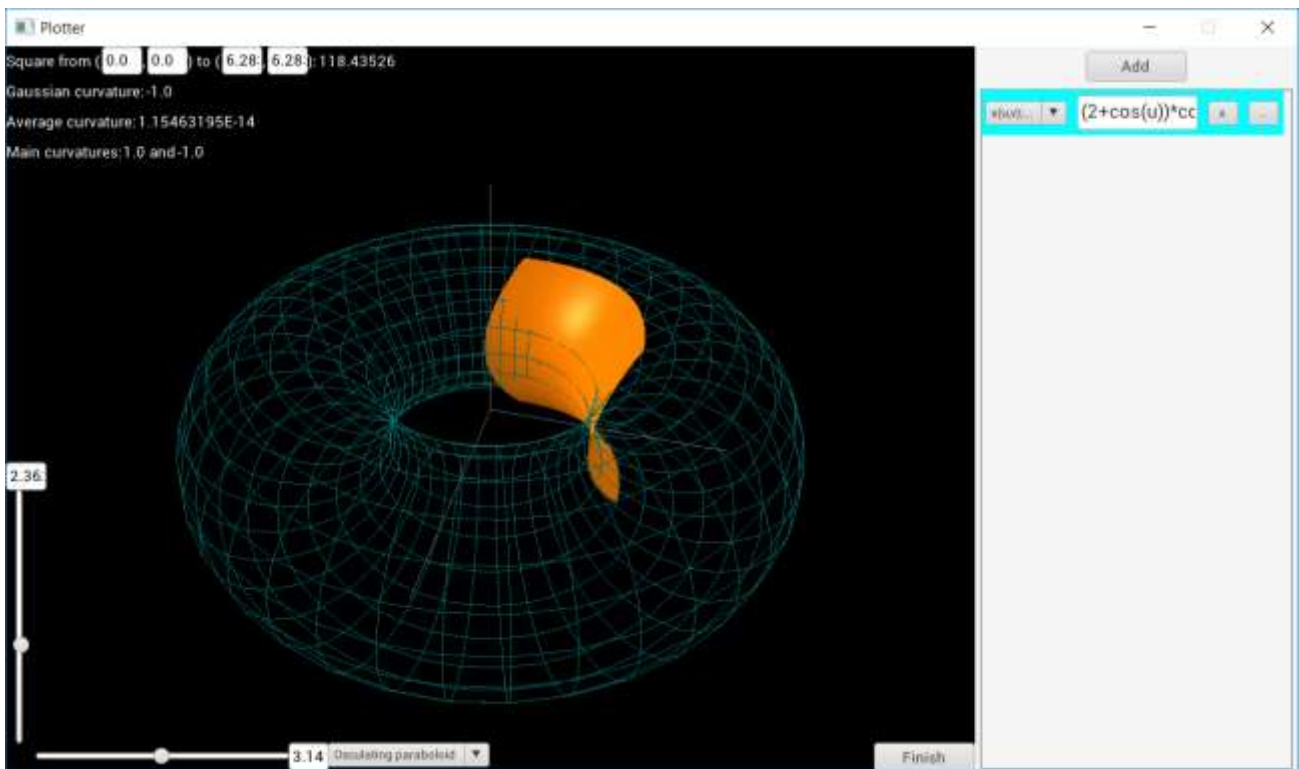 Plotter
Square from ( 0.0 , 0.0 ) to ( 6.28: 6.28: ): 118.43526
Gaussian curvature:-1.0
Average curvature:1.15463195E-14
Main curvatures:1.0 and-1.0
Add
(2+cos(u))*cc
2.36:
3.14
Osculating paraboloid
Finish